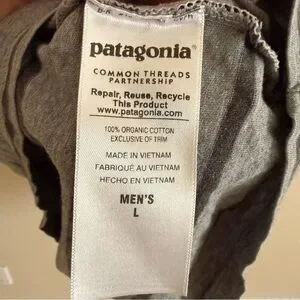 patagonia®
COMMON THREADS
PARTNERSHIP
Repair, Reuse, Recycle
This Product
www.patagonia.com
100% ORGANIC COTTON
EXCLUSIVE OF TRIM
MADE IN VIETNAM
FABRIQUÉ AU VIETNAM
HECHO EN VIETNAM
MEN'S
L